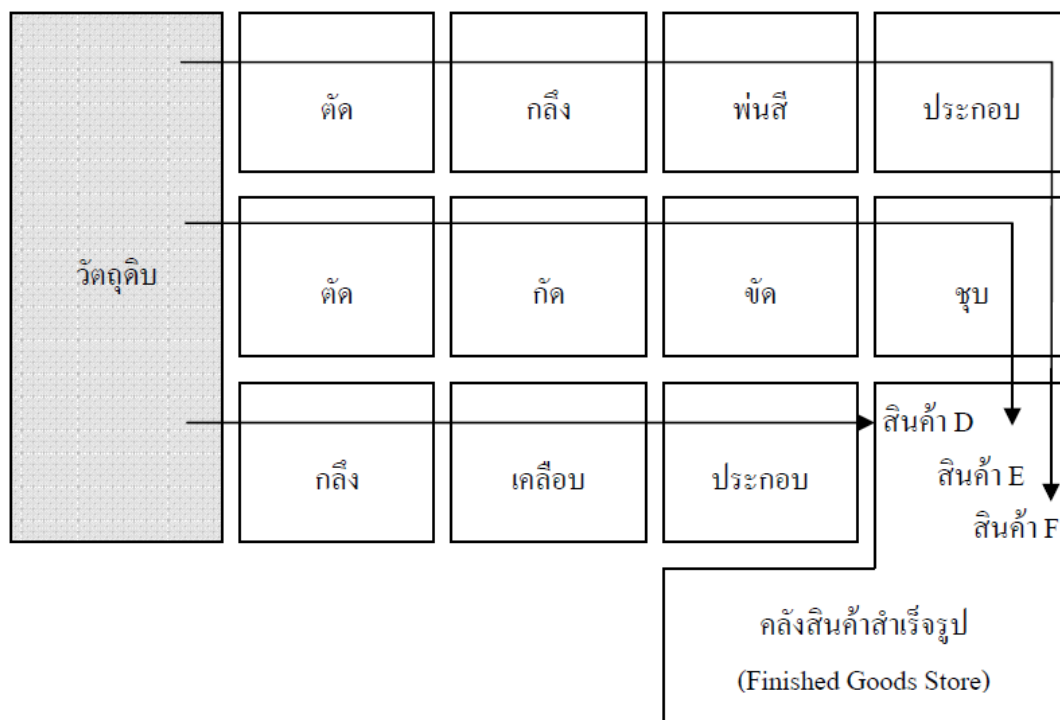 ตัด
กลึง
พ่นสี
ประกอบ
วัตถุดิบ
ตัด
กัด
ขัด
ชุบ
กลึง
เคลือบ
ประกอบ
สินค้า D
สินค้า E
สินค้า F
คลังสินค้าสำเร็จรูป
(Finished Goods Store)